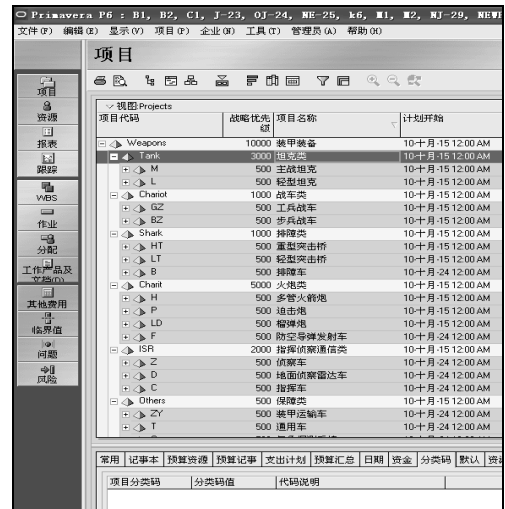 Primavera P6 : B1, B2, C1, J-23, OJ-24, NE-25, k6, M1, M2, NJ-29, NEWP
文件(F) 编辑(E) 显示(V) 项目(P) 企业(N) 工具(T) 管理员(A) 帮助(H)
项目
项目
资源
报表
跟踪
WBS
作业
分配
工作产品及
文档(D)
其他费用
临界值
问题
风险
视图:Projects
项目代码 战略优先级 项目名称 计划开始
Weapons 10000 装甲装备 10-十月-15 12:00 AM
Tank 3000 坦克类 10-十月-15 12:00 AM
M 500 主战坦克 10-十月-15 12:00 AM
L 500 轻型坦克 10-十月-15 12:00 AM
Chariot 1000 战车类 10-十月-15 12:00 AM
GZ 500 工兵战车 10-十月-15 12:00 AM
BZ 500 步兵战车 10-十月-15 12:00 AM
Shark 1000 排障类 10-十月-15 12:00 AM
HT 500 重型突击桥 10-十月-15 12:00 AM
LT 500 轻型突击桥 10-十月-15 12:00 AM
B 500 排障车 10-十月-24 12:00 AM
Charit 5000 火炮类 10-十月-15 12:00 AM
H 500 多管火箭炮 10-十月-15 12:00 AM
P 500 迫击炮 10-十月-15 12:00 AM
LD 500 榴弹炮 10-十月-15 12:00 AM
F 500 防空导弹发射车 10-十月-24 12:00 AM
ISR 2000 指挥侦察通信类 10-十月-15 12:00 AM
Z 500 侦察车 10-十月-24 12:00 AM
D 500 地面侦察雷达车 10-十月-24 12:00 AM
C 500 指挥车 10-十月-24 12:00 AM
Others 500 保障类 10-十月-15 12:00 AM
ZY 500 装甲运输车 10-十月-24 12:00 AM
T 500 通用车 10-十月-24 12:00 AM
常用 记事本 预算资源 预算记事 支出计划 预算汇总 日期 资金 分类码 默认
项目分类码 分类码值 代码说明